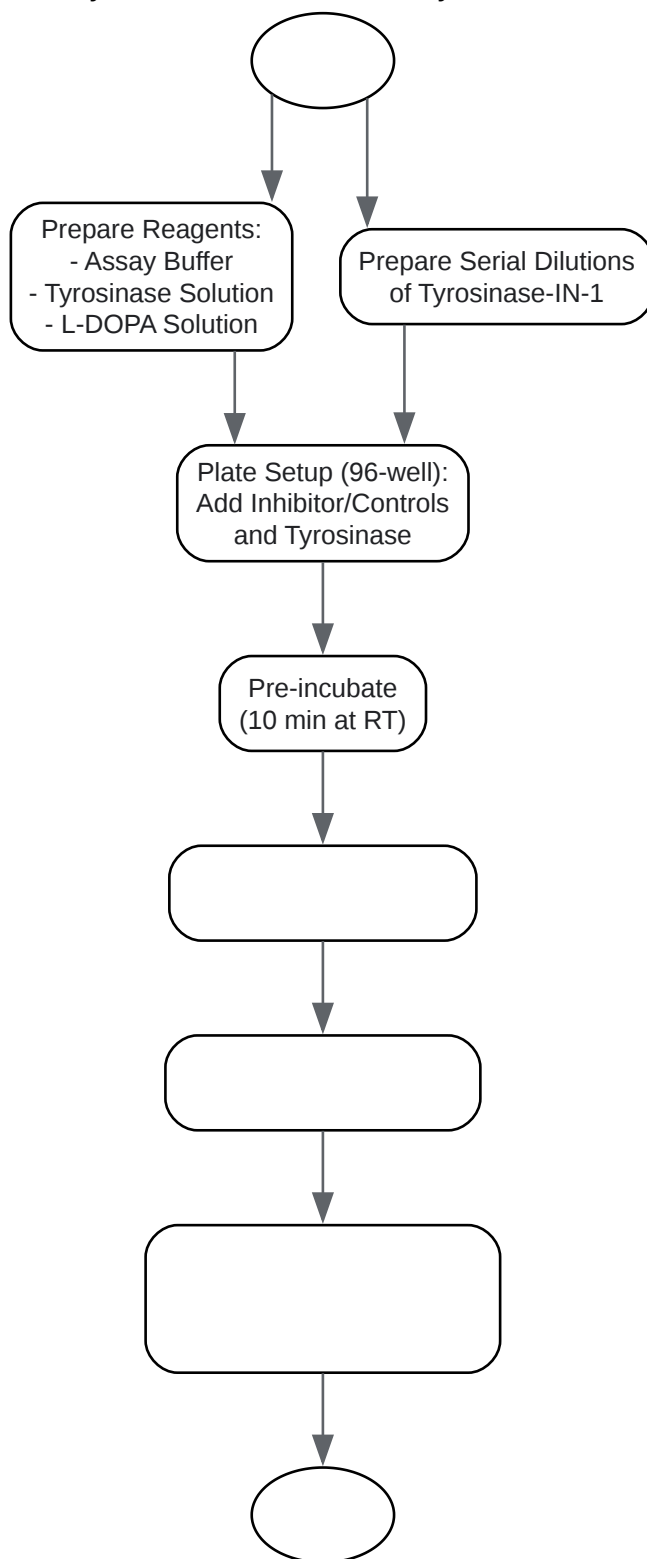 Prepare Reagents:
- Assay Buffer
- Tyrosinase Solution
- L-DOPA Solution
Prepare Serial Dilutions
of Tyrosinase-IN-1
Plate Setup (96-well):
Add Inhibitor/Controls
and Tyrosinase
Pre-incubate
(10 min at RT)